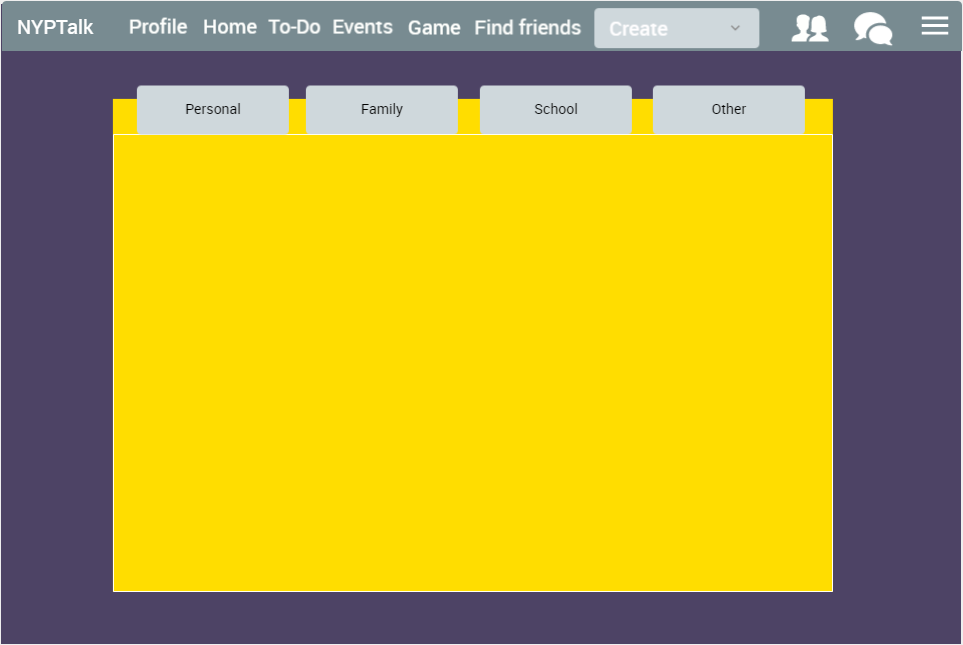 NYPTalk Profile Home To-Do Events Game Find friends Create
Personal Family School Other